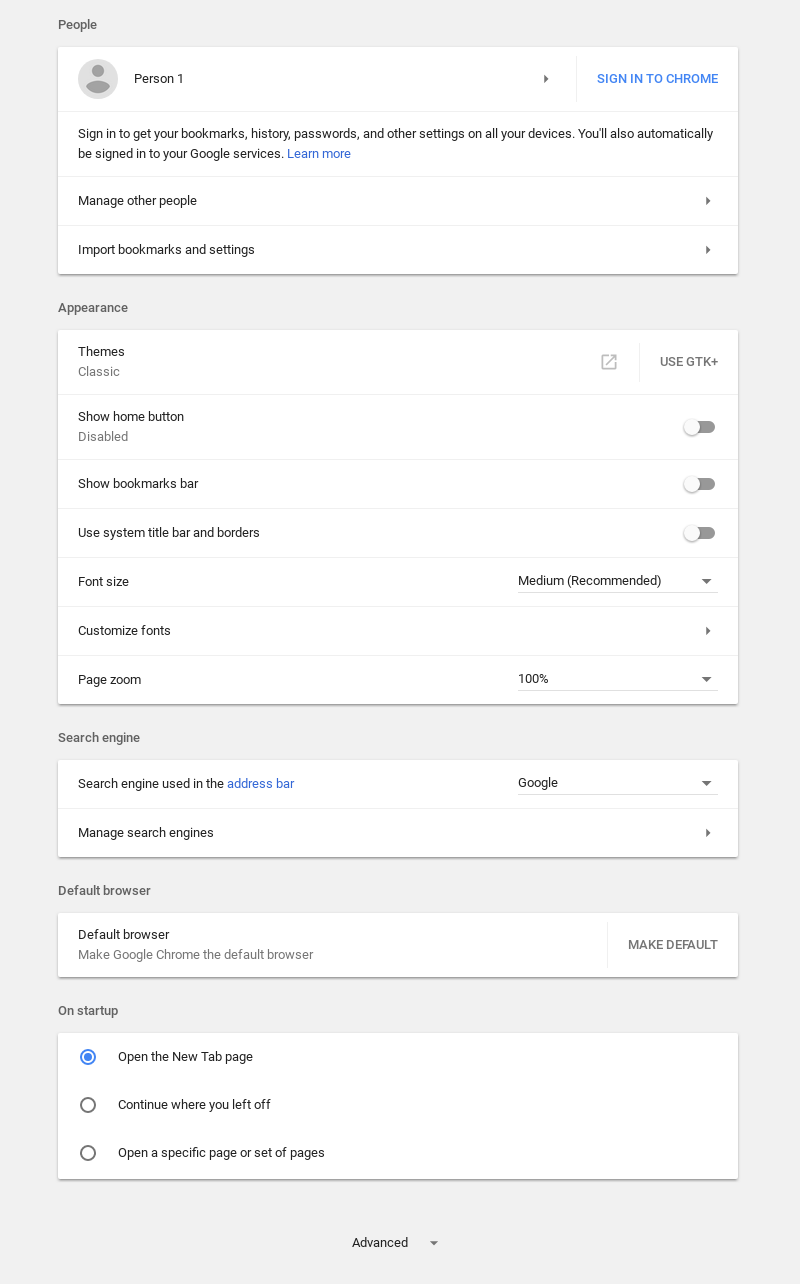 People
Person 1
SIGN IN TO CHROME
Sign in to get your bookmarks, history, passwords, and other settings on all your devices. You'll also automatically
be signed in to your Google services. Learn more
Manage other people
Import bookmarks and settings
Appearance
Themes
Classic
USE GTK+
Show home button
Disabled
Show bookmarks bar
Use system title bar and borders
Font size
Medium (Recommended)
Customize fonts
Page zoom
100%
Search engine
Search engine used in the address bar
Google
Manage search engines
Default browser
Default browser
Make Google Chrome the default browser
MAKE DEFAULT
On startup
Open the New Tab page
Continue where you left off
Open a specific page or set of pages
Advanced